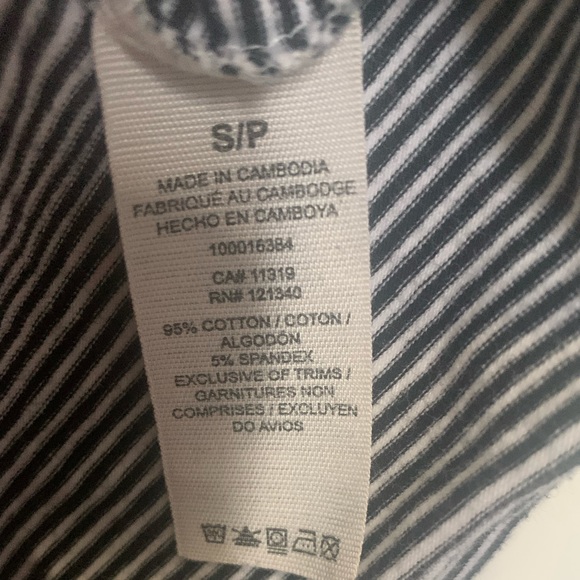 S/P
MADE IN CAMBODIA
FABRIQUÉ AU CAMBODGE
HECHO EN CAMBOYA
100016384
CA# 11319
RN# 121340
95% COTTON / COTON /
ALGODON
5% SPANDEX
EXCLUSIVE OF TRIMS /
GARNITURES NON
COMPRISES / EXCLUYEN
DO AVIOS